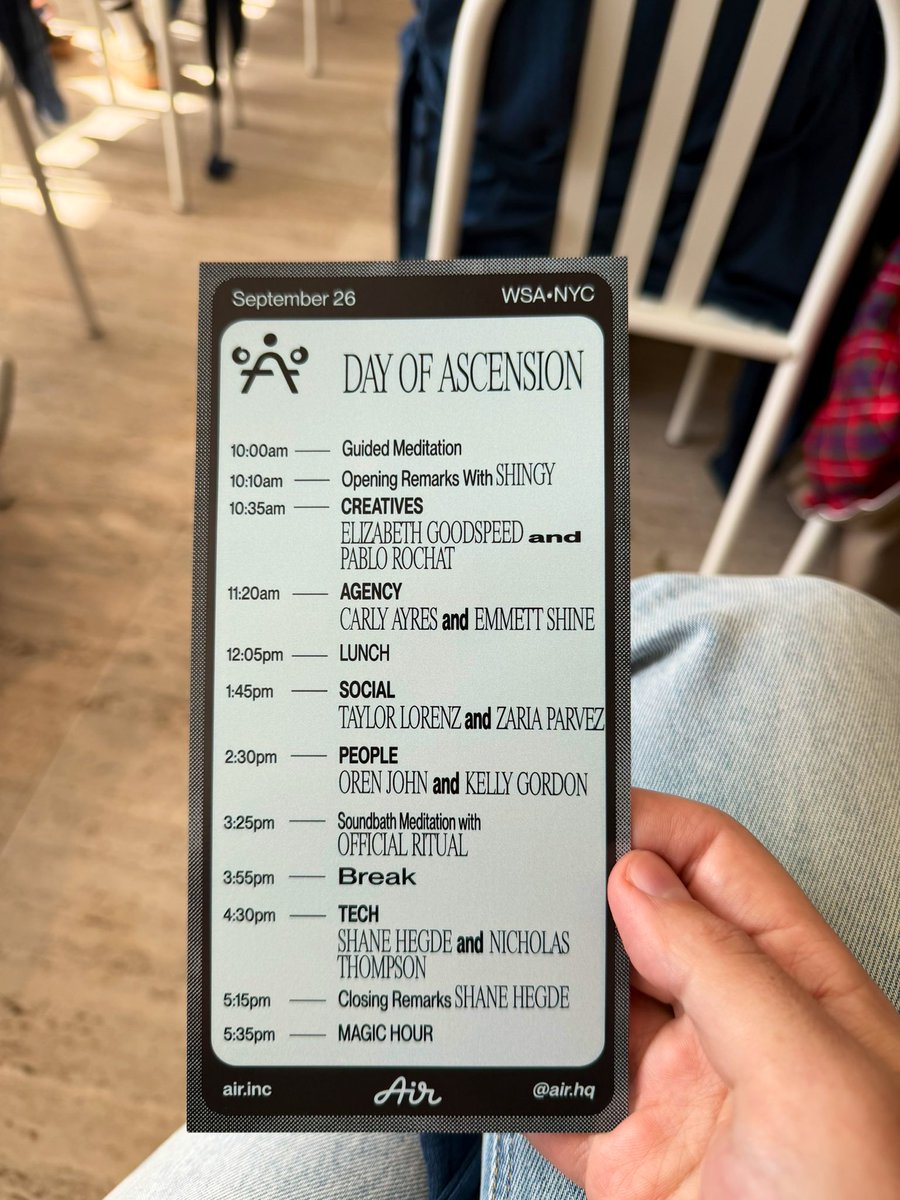 September 26 WSA•NYC
DAY OF ASCENSION
10:00am Guided Meditation
10:10am Opening Remarks With SHINGY
10:35am CREATIVES
ELIZABETH GOODSPEED and
PABLO ROCHAT
11:20am AGENCY
CARLY AYRES and EMMETT SHINE
12:05pm LUNCH
1:45pm SOCIAL
TAYLOR LORENZ and ZARIA PARVEZ
2:30pm PEOPLE
OREN JOHN and KELLY GORDON
3:25pm Soundbath Meditation with
OFFICIAL RITUAL
3:55pm Break
4:30pm TECH
SHANE HEGDE and NICHOLAS
THOMPSON
5:15pm Closing Remarks SHANE HEGDE
5:35pm MAGIC HOUR
air.inc Air @air.hq